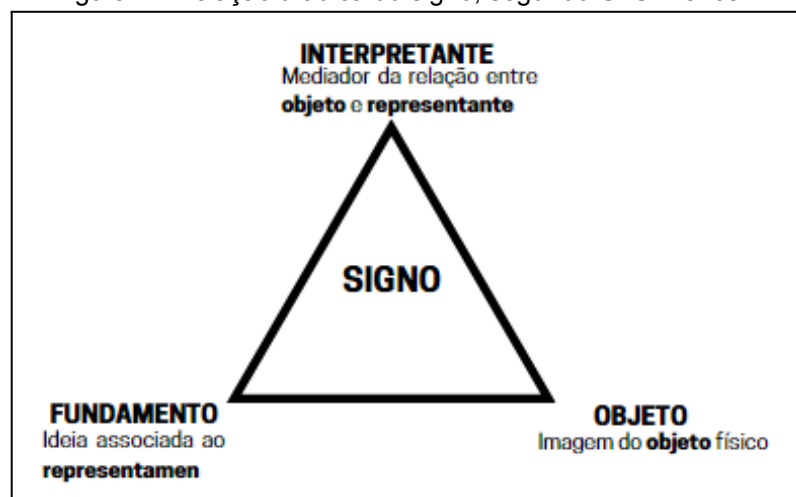 INTERPRETANTE
Mediador da relação entre
objeto e representante
SIGNO
FUNDAMENTO
Ideia associada ao
representamen
OBJETO
Imagem do objeto físico